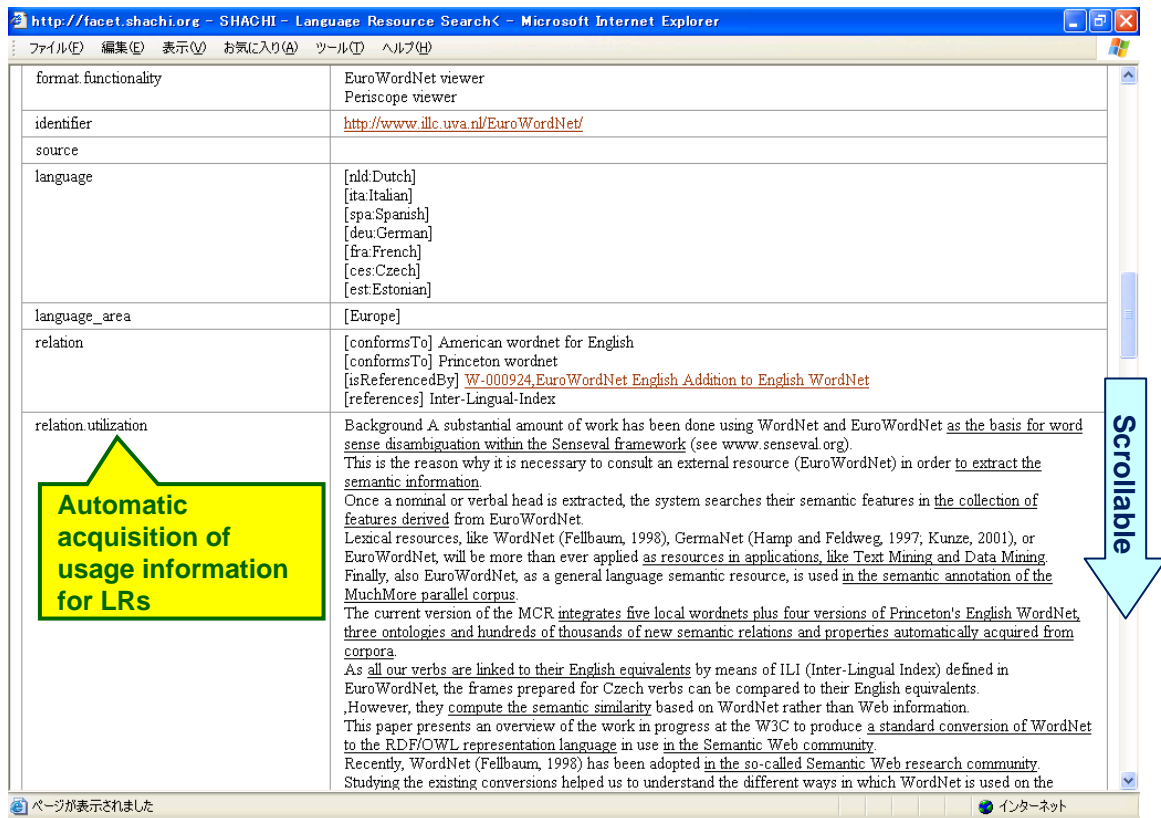 http://facet.shachi.org - SHACHI - Language Resource Search< - Microsoft Internet Explorer
ファイル(F) 編集(E) 表示(V) お気に入り(A) ツール(T) ヘルプ(H)
format.functionality
EuroWordNet viewer
Periscope viewer
identifier
http://www.illc.uva.nl/EuroWordNet/
source
language
[nld:Dutch]
[ita:Italian]
[spa:Spanish]
[deu:German]
[fra:French]
[ces:Czech]
[est:Estonian]
language_area
[Europe]
relation
[conformsTo] American wordnet for English
[conformsTo] Princeton wordnet
[isReferencedBy] W-000924,EuroWordNet English Addition to English WordNet
[references] Inter-Lingual-Index
relation.utilization
Background A substantial amount of work has been done using WordNet and EuroWordNet as the basis for word
sense disambiguation within the Senseval framework (see www.senseval.org).
This is the reason why it is necessary to consult an external resource (EuroWordNet) in order to extract the
semantic information.
Once a nominal or verbal head is extracted, the system searches their semantic features in the collection of
features derived from EuroWordNet.
Lexical resources, like WordNet (Fellbaum, 1998), GermaNet (Hamp and Feldweg, 1997; Kunze, 2001), or
EuroWordNet, will be more than ever applied as resources in applications, like Text Mining and Data Mining.
Finally, also EuroWordNet, as a general language semantic resource, is used in the semantic annotation of the
MuchMore parallel corpus.
The current version of the MCR integrates five local wordnets plus four versions of Princeton's English WordNet,
three ontologies and hundreds of thousands of new semantic relations and properties automatically acquired from
corpora.
As all our verbs are linked to their English equivalents by means of ILI (Inter-Lingual Index) defined in
EuroWordNet, the frames prepared for Czech verbs can be compared to their English equivalents.
,However, they compute the semantic similarity based on WordNet rather than Web information.
This paper presents an overview of the work in progress at the W3C to produce a standard conversion of WordNet
to the RDF/OWL representation language in use in the Semantic Web community.
Recently, WordNet (Fellbaum, 1998) has been adopted in the so-called Semantic Web research community.
Studying the existing conversions helped us to understand the different ways in which WordNet is used on the
Automatic
acquisition of
usage information
for LRs
Scrollable
ページが表示されました
インターネット